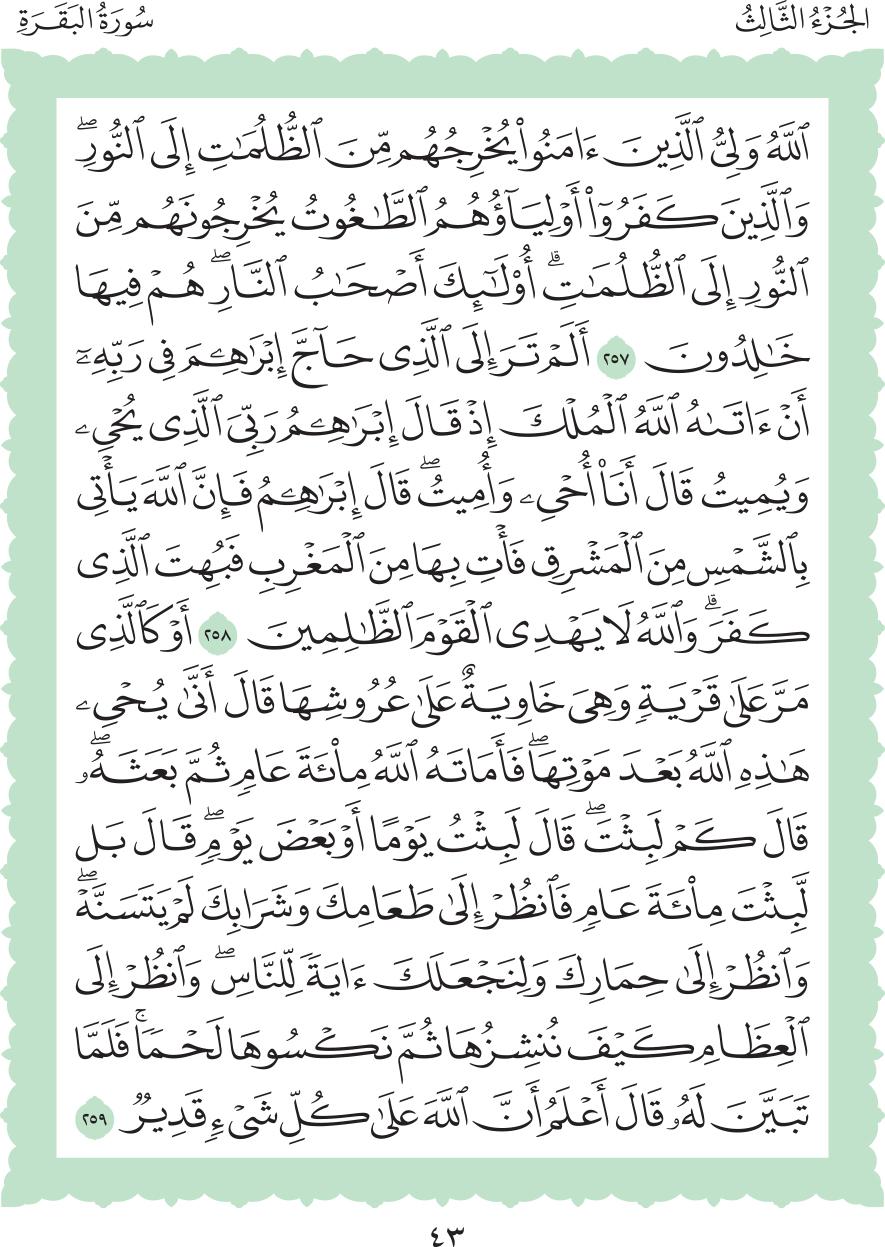 الجُزْءُ الثَّالِثُ
سُورَةُ البَقَرَةِ
ٱللَّهُ وَلِىُّ ٱلَّذِينَ ءَامَنُوا۟ يُخْرِجُهُم مِّنَ ٱلظُّلُمَـٰتِ إِلَى ٱلنُّورِ ۖ
وَٱلَّذِينَ كَفَرُوٓا۟ أَوْلِيَآؤُهُمُ ٱلطَّـٰغُوتُ يُخْرِجُونَهُم مِّنَ
ٱلنُّورِ إِلَى ٱلظُّلُمَـٰتِ ۗ أُو۟لَـٰٓئِكَ أَصْحَـٰبُ ٱلنَّارِ ۖ هُمْ فِيهَا
خَـٰلِدُونَ ٢٥٧ أَلَمْ تَرَ إِلَى ٱلَّذِى حَآجَّ إِبْرَٰهِـۧمَ فِى رَبِّهِۦٓ
أَنْ ءَاتَىٰهُ ٱللَّهُ ٱلْمُلْكَ إِذْ قَالَ إِبْرَٰهِـۧمُ رَبِّىَ ٱلَّذِى يُحْىِۦ
وَيُمِيتُ قَالَ أَنَا۠ أُحْىِۦ وَأُمِيتُ ۖ قَالَ إِبْرَٰهِـۧمُ فَإِنَّ ٱللَّهَ يَأْتِى
بِٱلشَّمْسِ مِنَ ٱلْمَشْرِقِ فَأْتِ بِهَا مِنَ ٱلْمَغْرِبِ فَبُهِتَ ٱلَّذِى
كَفَرَ ۗ وَٱللَّهُ لَا يَهْدِى ٱلْقَوْمَ ٱلظَّـٰلِمِينَ ٢٥٨ أَوْ كَٱلَّذِى
مَرَّ عَلَىٰ قَرْيَةٍ وَهِىَ خَاوِيَةٌ عَلَىٰ عُرُوشِهَا قَالَ أَنَّىٰ يُحْىِۦ
هَـٰذِهِ ٱللَّهُ بَعْدَ مَوْتِهَا ۖ فَأَمَاتَهُ ٱللَّهُ مِا۟ئَةَ عَامٍ ثُمَّ بَعَثَهُۥ ۖ
قَالَ كَمْ لَبِثْتَ ۖ قَالَ لَبِثْتُ يَوْمًا أَوْ بَعْضَ يَوْمٍ ۖ قَالَ بَل
لَّبِثْتَ مِا۟ئَةَ عَامٍ فَٱنظُرْ إِلَىٰ طَعَامِكَ وَشَرَابِكَ لَمْ يَتَسَنَّهْ ۖ
وَٱنظُرْ إِلَىٰ حِمَارِكَ وَلِنَجْعَلَكَ ءَايَةً لِّلنَّاسِ ۖ وَٱنظُرْ إِلَى
ٱلْعِظَامِ كَيْفَ نُنشِزُهَا ثُمَّ نَكْسُوهَا لَحْمًا ۚ فَلَمَّا
تَبَيَّنَ لَهُۥ قَالَ أَعْلَمُ أَنَّ ٱللَّهَ عَلَىٰ كُلِّ شَىْءٍ قَدِيرٌ ٢٥٩
٤٣